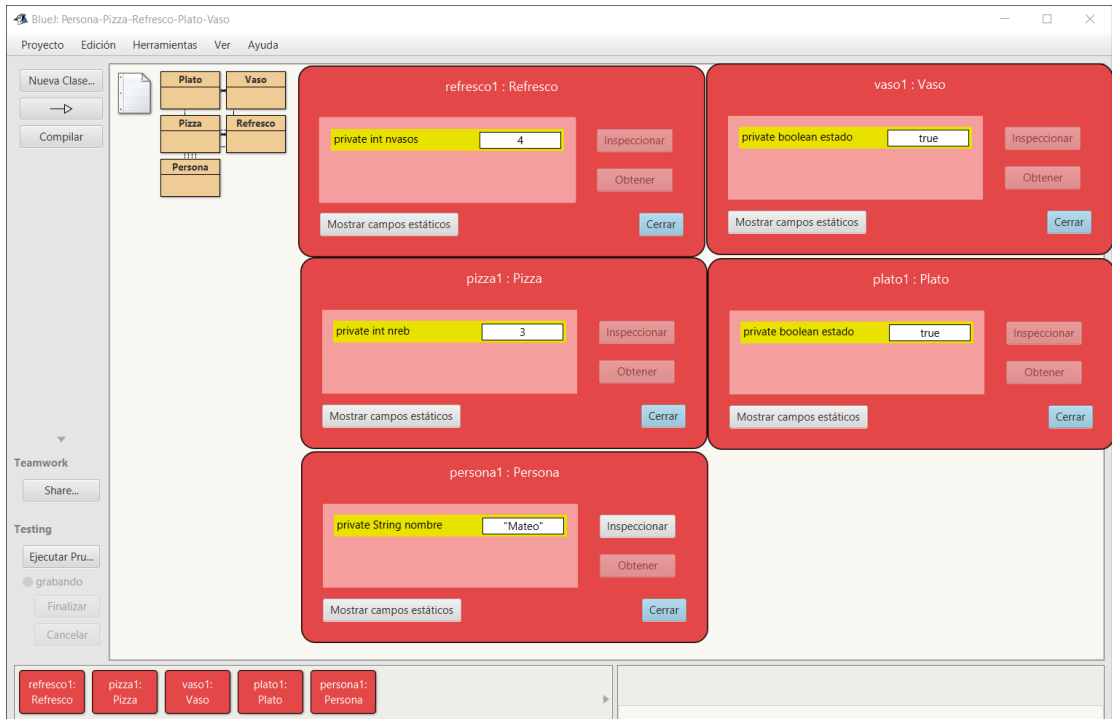 BlueJ: Persona-Pizza-Refresco-Plato-Vaso
Proyecto Edición Herramientas Ver Ayuda
Nueva Clase...
Compilar
Plato Vaso
Pizza Refresco
Persona
refresco1 : Refresco
private int nvasos 4
Inspeccionar
Obtener
Mostrar campos estáticos Cerrar
vaso1 : Vaso
private boolean estado true
Inspeccionar
Obtener
Mostrar campos estáticos Cerrar
pizza1 : Pizza
private int nreb 3
Inspeccionar
Obtener
Mostrar campos estáticos Cerrar
plato1 : Plato
private boolean estado true
Inspeccionar
Obtener
Mostrar campos estáticos Cerrar
persona1 : Persona
private String nombre "Mateo"
Inspeccionar
Obtener
Mostrar campos estáticos Cerrar
Teamwork
Share...
Testing
Ejecutar Pru...
grabando
Finalizar
Cancelar
refresco1: pizza1: vaso1: plato1: persona1:
Refresco Pizza Vaso Plato Persona